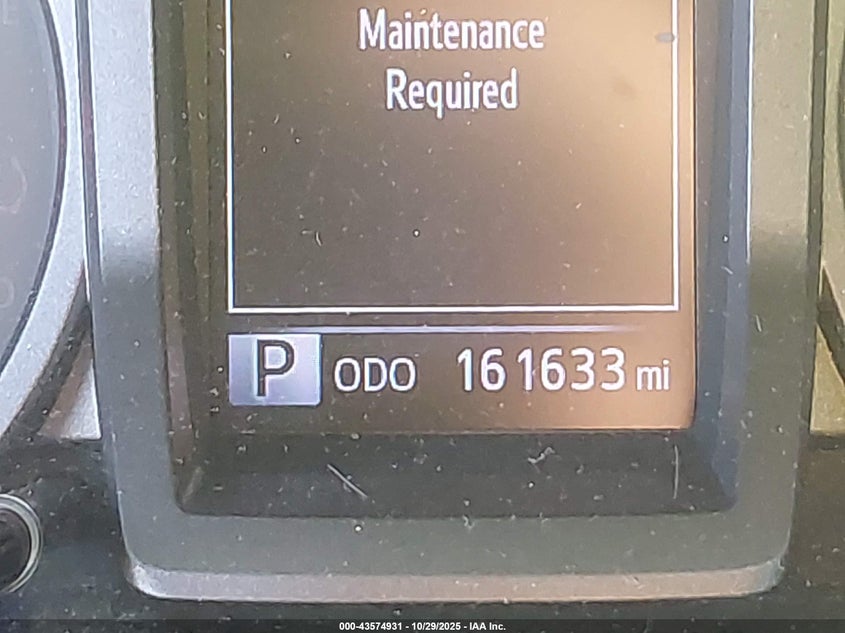 Maintenance
Required
P ODO 161633 mi
000-43574931 - 10/29/2025 - IAA Inc.